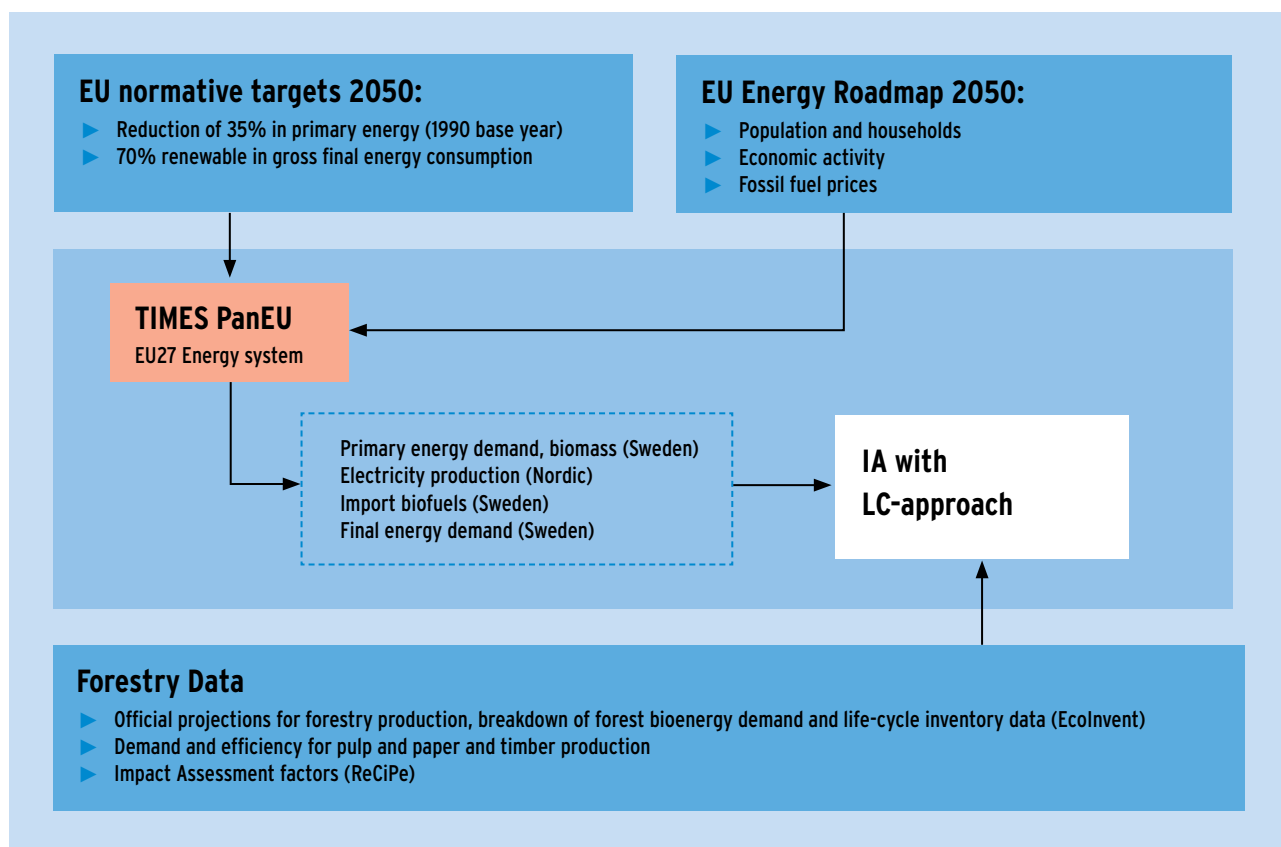 EU normative targets 2050:
Reduction of 35% in primary energy (1990 base year)
70% renewable in gross final energy consumption
EU Energy Roadmap 2050:
Population and households
Economic activity
Fossil fuel prices
TIMES PanEU
EU27 Energy system
Primary energy demand, biomass (Sweden)
Electricity production (Nordic)
Import biofuels (Sweden)
Final energy demand (Sweden)
IA with
LC-approach
Forestry Data
Official projections for forestry production, breakdown of forest bioenergy demand and life-cycle inventory data (EcoInvent)
Demand and efficiency for pulp and paper and timber production
Impact Assessment factors (ReCiPe)